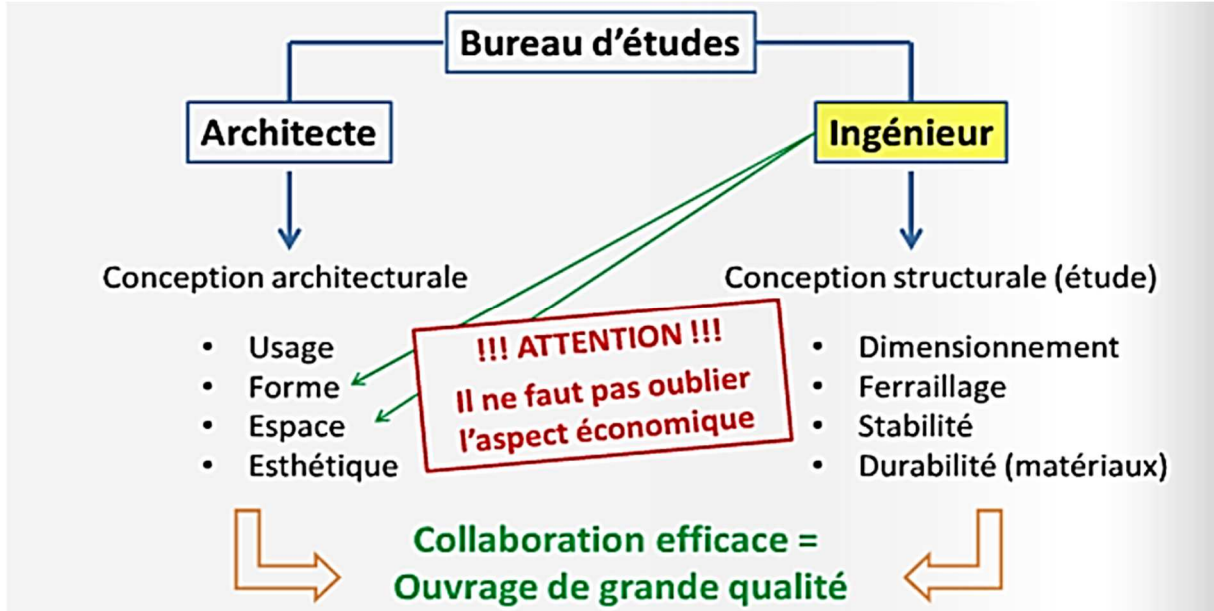 Bureau d'études
Architecte
Ingénieur
Conception architecturale
Conception structurale (étude)
• Usage
• Forme
• Espace
• Esthétique
!!! ATTENTION !!!
Il ne faut pas oublier
l'aspect économique
• Dimensionnement
• Ferraillage
• Stabilité
• Durabilité (matériaux)
Collaboration efficace =
Ouvrage de grande qualité